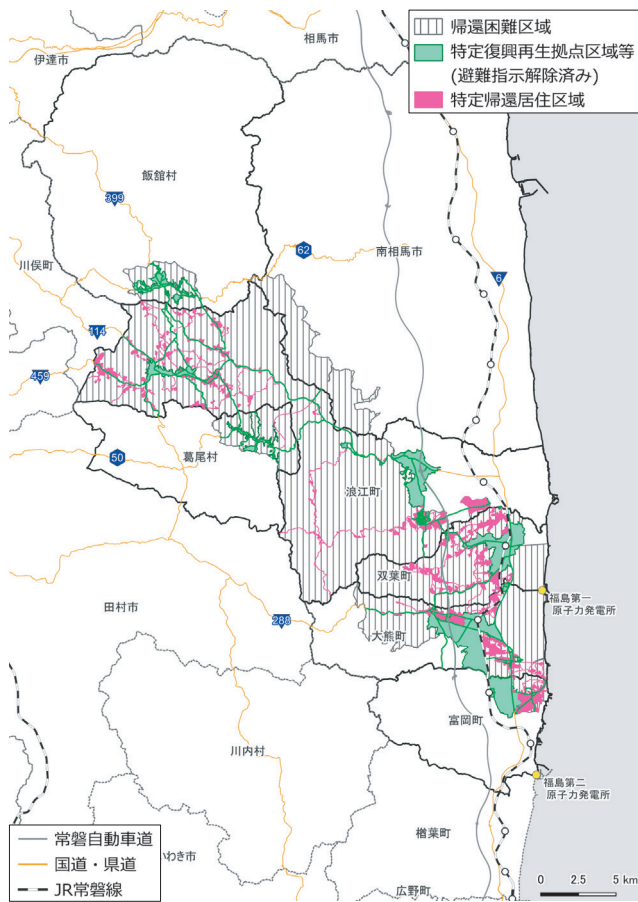 帰還困難区域
特定復興再生拠点区域等
(避難指示解除済み)
特定帰還居住区域
相馬市
伊達市
飯舘村
399
川俣町
62
南相馬市
6
114
459
50
葛尾村
浪江町
双葉町
福島第一
原子力発電所
田村市
288
大熊町
富岡町
川内村
福島第二
原子力発電所
楢葉町
常磐自動車道
国道・県道
JR常磐線
いわき市
広野町
0 2.5 5 km